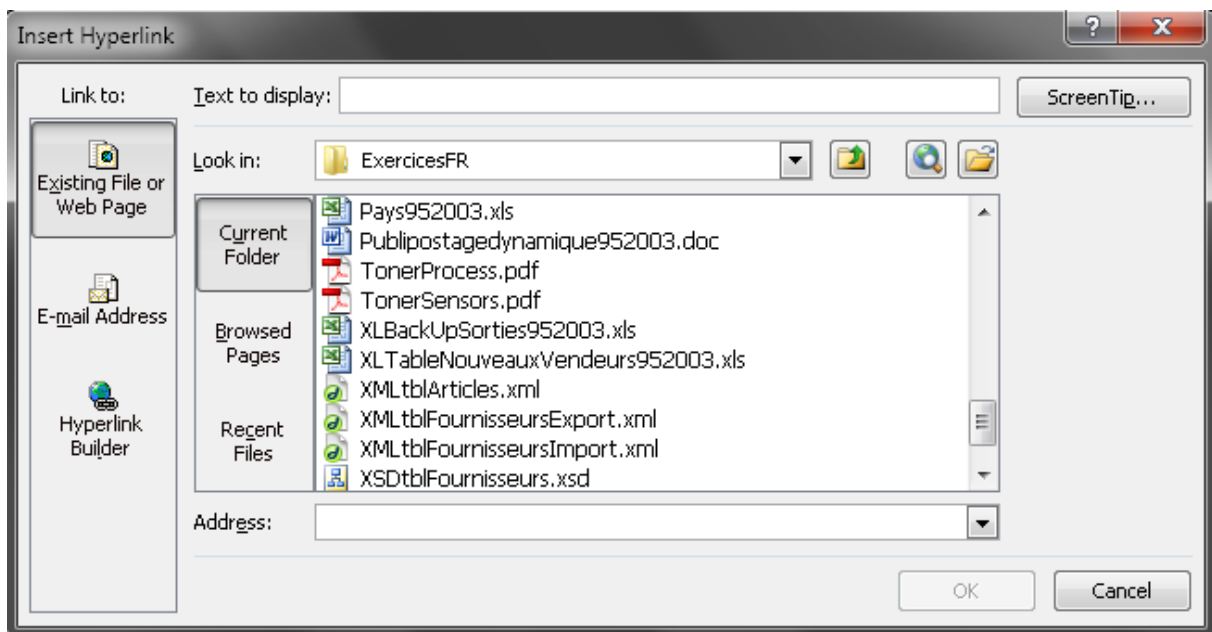 Insert Hyperlink
Link to:
Text to display:
ScreenTip...
Existing File or
Web Page
E-mail Address
Hyperlink
Builder
Look in:
ExercicesFR
Current
Folder
Browsed
Pages
Recent
Files
Pays952003.xls
Publipostagedynamique952003.doc
TonerProcess.pdf
TonerSensors.pdf
XLBackUpSorties952003.xls
XLTableNouveauxVendeurs952003.xls
XMLtblArticles.xml
XMLtblFournisseursExport.xml
XMLtblFournisseursImport.xml
XSDtblFournisseurs.xsd
Address:
OK
Cancel